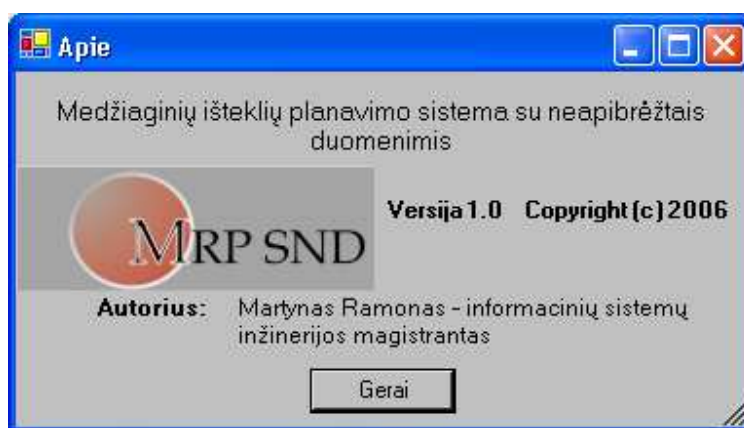 Apie
Medžiaginių išteklių planavimo sistema su neapibrėžtais
duomenimis
MRP SND
Versija 1.0 Copyright (c) 2006
Autorius: Martynas Ramonas - informacinių sistemų
inžinerijos magistrantas
Gerai